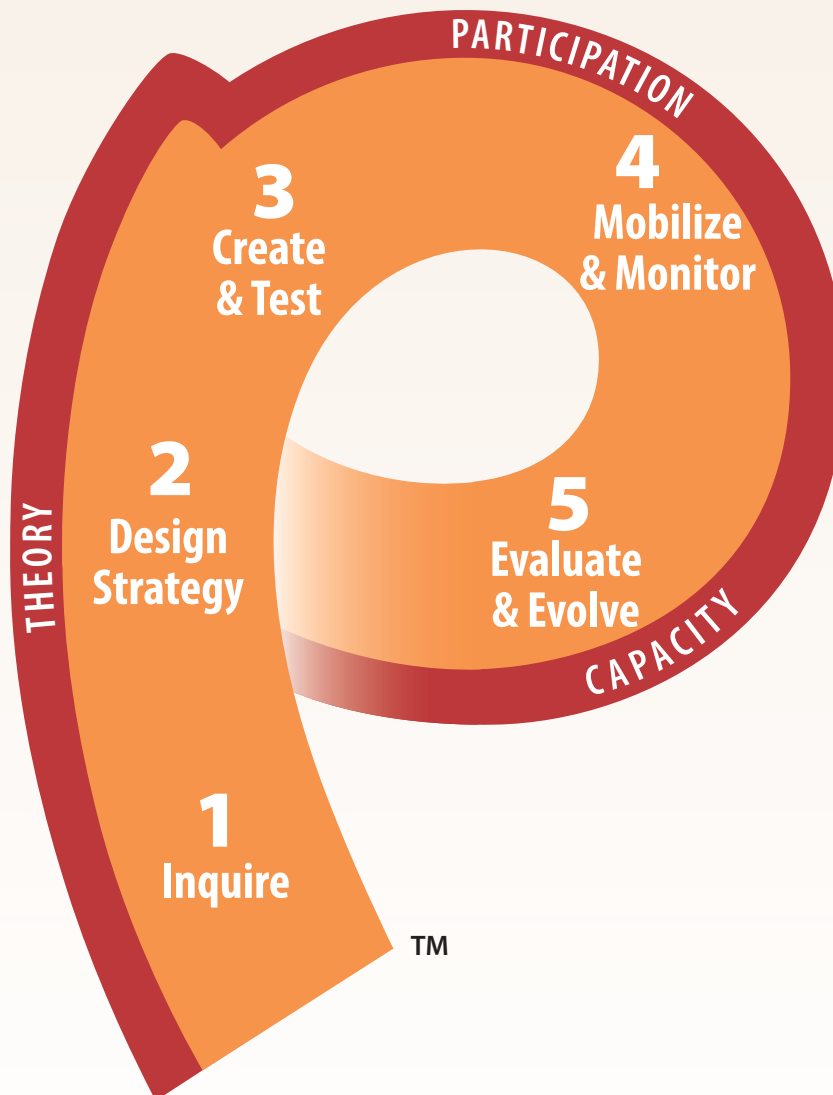 PARTICIPATION
4
Mobilize
& Monitor
3
Create
& Test
2
Design
Strategy
THEORY
5
Evaluate
& Evolve
CAPACITY
1
Inquire
TM